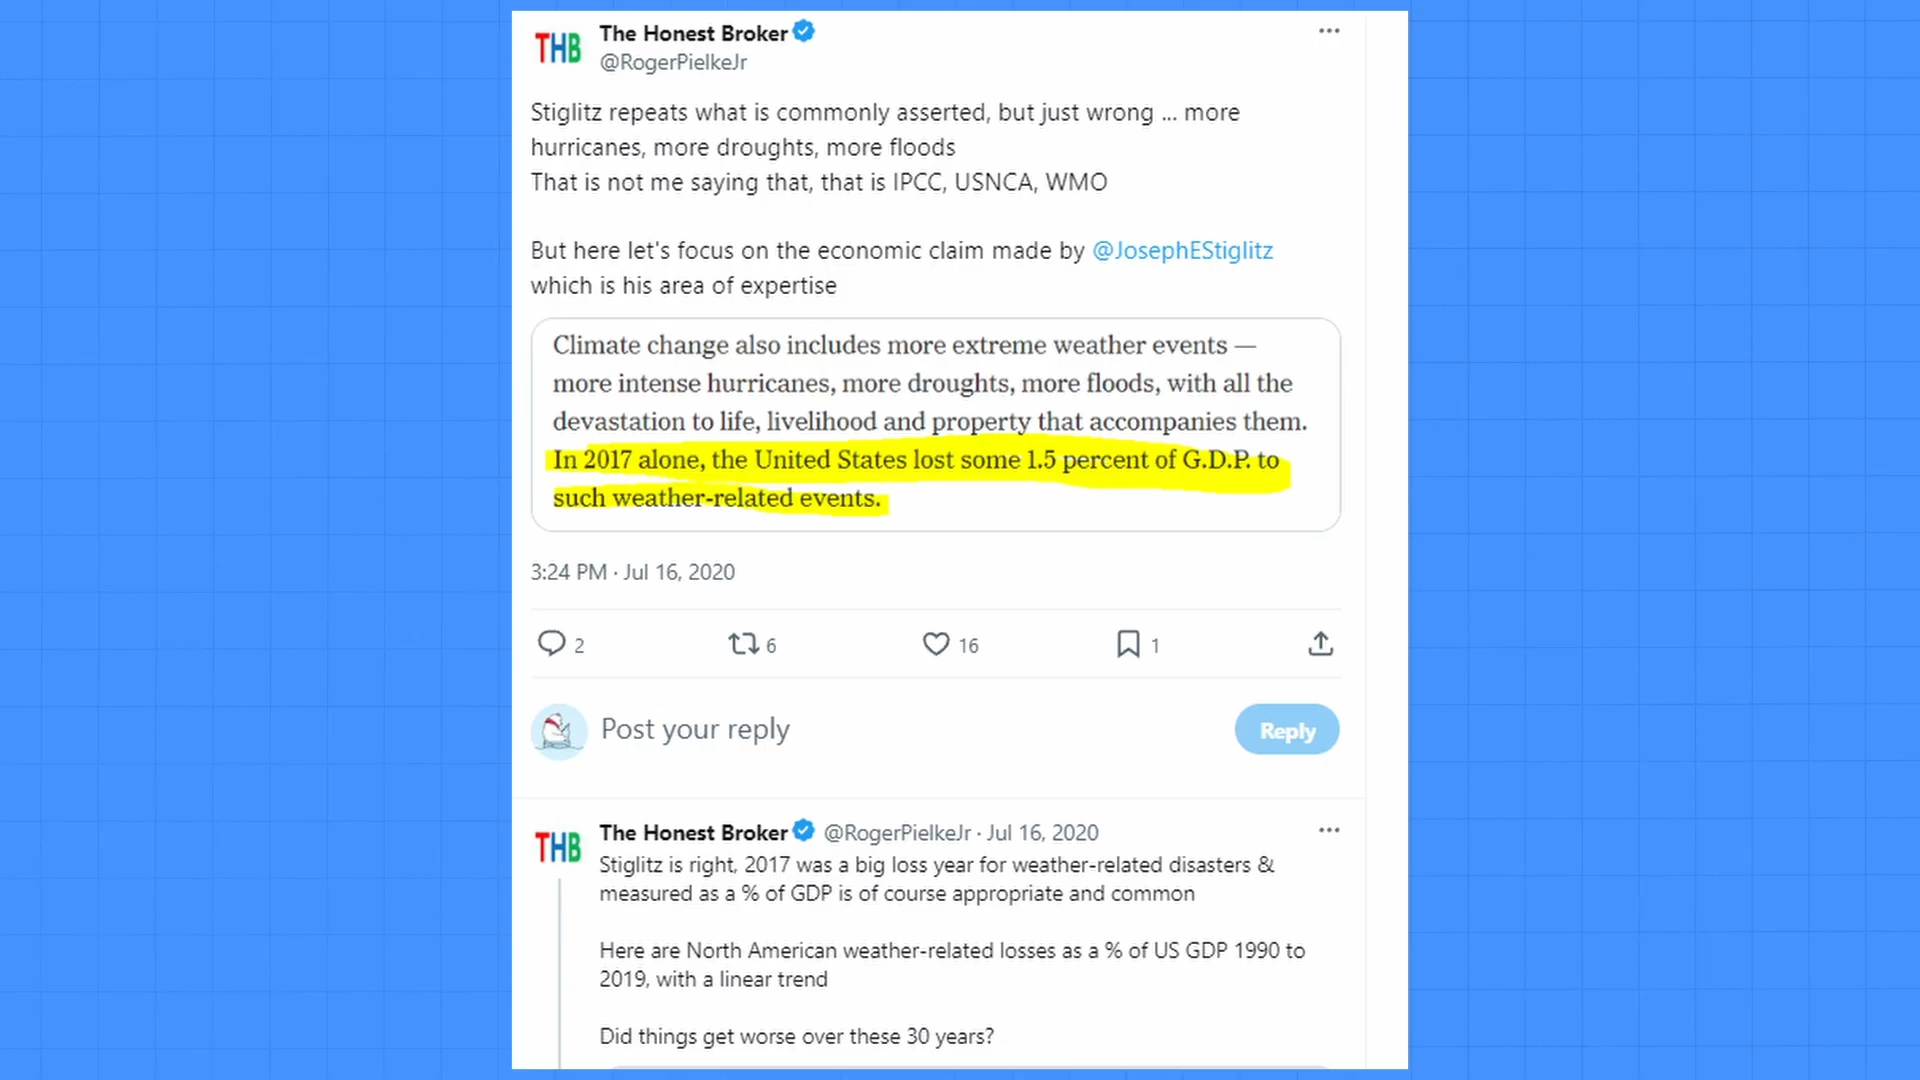 THB
The Honest Broker
@RogerPielkeJr
Stiglitz repeats what is commonly asserted, but just wrong ... more
hurricanes, more droughts, more floods
That is not me saying that, that is IPCC, USNCA, WMO
But here let's focus on the economic claim made by @JosephEStiglitz
which is his area of expertise
Climate change also includes more extreme weather events —
more intense hurricanes, more droughts, more floods, with all the
devastation to life, livelihood and property that accompanies them.
In 2017 alone, the United States lost some 1.5 percent of G.D.P. to
such weather-related events.
3:24 PM · Jul 16, 2020
2 6 16 1
Post your reply
Reply
THB
The Honest Broker @RogerPielkeJr · Jul 16, 2020
Stiglitz is right, 2017 was a big loss year for weather-related disasters &
measured as a % of GDP is of course appropriate and common
Here are North American weather-related losses as a % of US GDP 1990 to
2019, with a linear trend
Did things get worse over these 30 years?